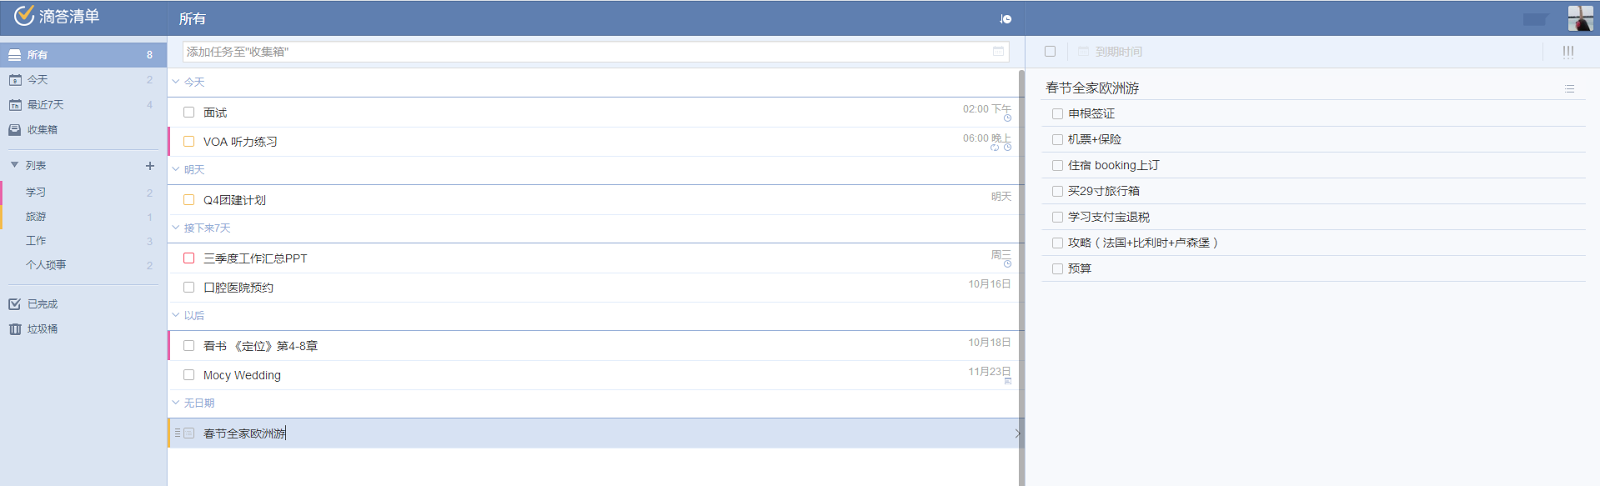 滴答清单
所有
所有 8
今天 2
最近7天 4
收集箱
列表 +
学习 2
旅游 1
工作 3
个人琐事 2
已完成
垃圾桶
添加任务至"收集箱"
今天
面试 02:00 下午
VOA 听力练习 06:00 晚上
明天
Q4团建计划 明天
接下来7天
三季度工作汇总PPT 周三
口腔医院预约 10月16日
以后
看书 《定位》第4-8章 10月18日
Mocy Wedding 11月23日
无日期
春节全家欧洲游
到期时间
春节全家欧洲游
申根签证
机票+保险
住宿 booking上订
买29寸旅行箱
学习支付宝退税
攻略（法国+比利时+卢森堡）
预算